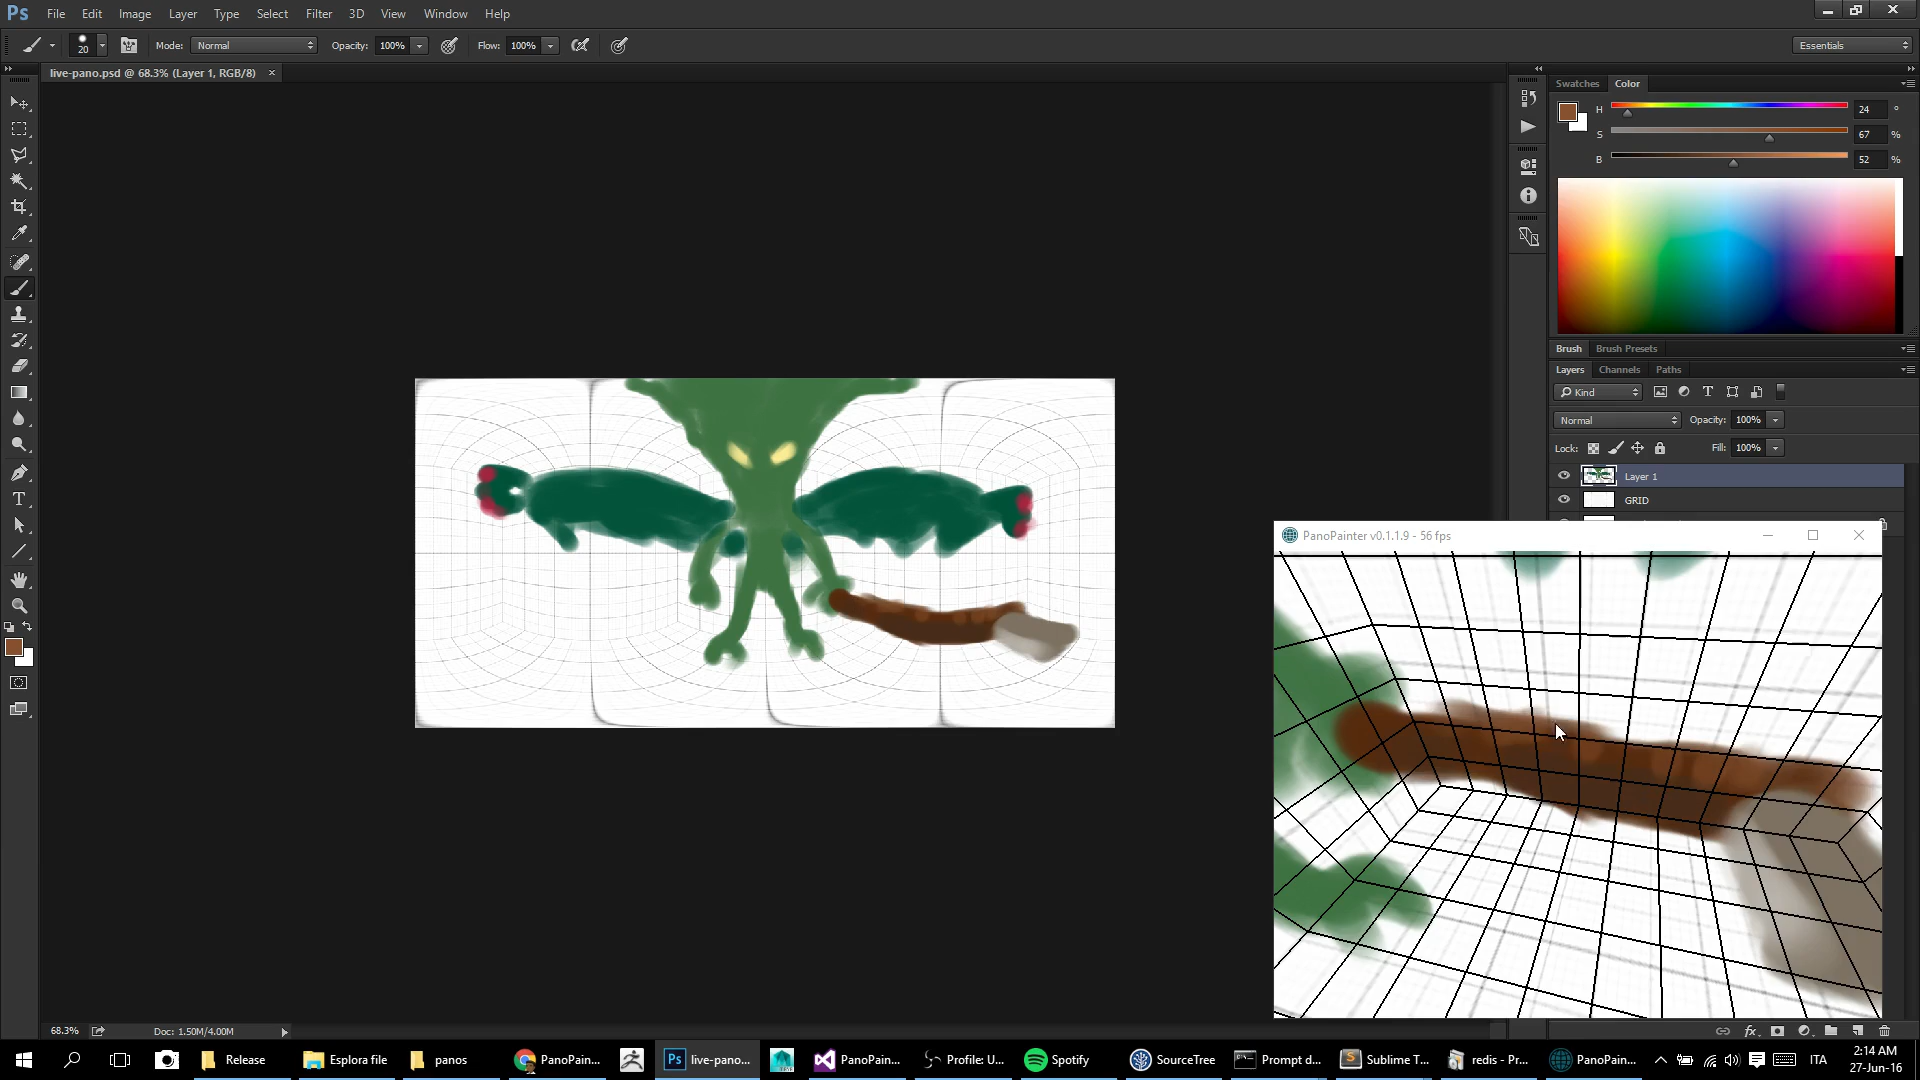 Ps File Edit Image Layer Type Select Filter 3D View Window Help
20 Mode: Normal Opacity: 100% Flow: 100% Essentials
live-pano.psd @ 68.3% (Layer 1, RGB/8) ×
Swatches Color
H 24 °
S 67 %
B 52 %
Brush Brush Presets
Layers Channels Paths
Kind
Normal Opacity: 100%
Lock: Fill: 100%
Layer 1
GRID
PanoPainter v0.1.1.9 - 56 fps
68.3% Doc: 1.50M/4.00M
fx
Release Esplora file panos PanoPain... Ps live-pano... PanoPain... Profile: U... Spotify SourceTree Prompt d... Sublime T... redis - Pr... PanoPain... ITA 2:14 AM
27-Jun-16